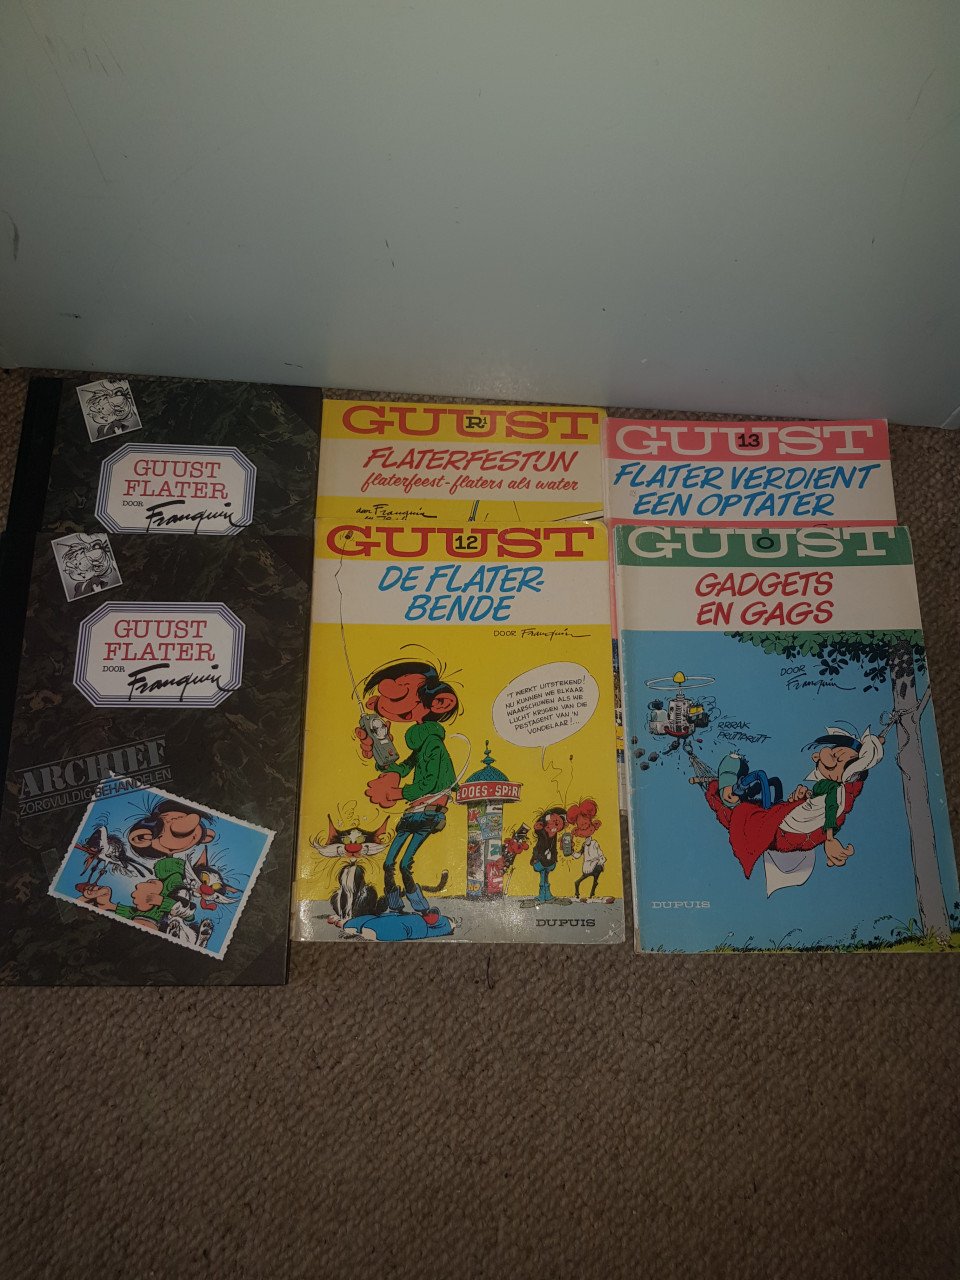 GUUST
FLATER
DOOR
Franquin
GUUST
FLATER
DOOR
Franquin
ARCHIEF
ZORGVULDIG BEHANDELEN
GUUST
R1
FLATERFESTIJN
flaterfeest-flaters als water
door Franquin
GUUST
13
FLATER VERDIENT
EEN OPTATER
GUUST
12
DE FLATER-
BENDE
DOOR Franquin
'T WERKT UITSTEKEND!
NU KUNNEN WE ELKAAR
WAARSCHUWEN ALS WE
LUCHT KRIJGEN VAN DIE
PESTAGENT VAN 'N
VONDELAAR!...
EDOES-SPIR
DUPUIS
GUUST
0
GADGETS
EN GAGS
DOOR
Franquin
RRRAK
PRUTPRUTT
DUPUIS